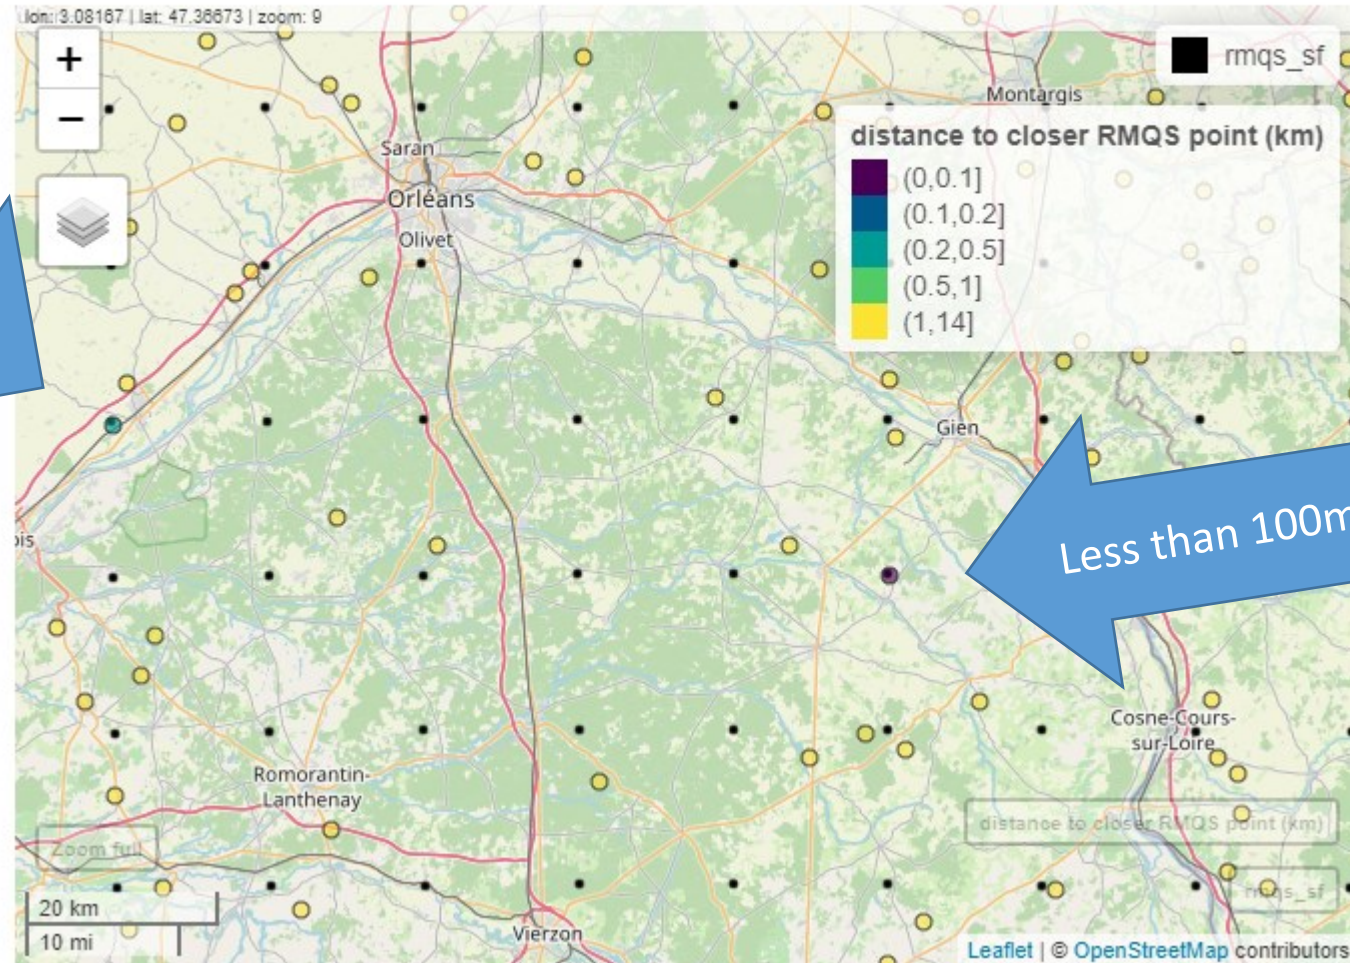 lon: 3.08167 | lat: 47.36673 | zoom: 9
+
−
rmqs_sf
Montargis
distance to closer RMQS point (km)
(0,0.1]
(0.1,0.2]
(0.2,0.5]
(0.5,1]
(1,14]
Saran
Orléans
Olivet
Gien
Less than 100m
ois
Cosne-Cours-
sur-Loire
Romorantin-
Lanthenay
distance to closer RMQS point (km)
Zoom full
rmqs_sf
20 km
10 mi
Vierzon
Leaflet | © OpenStreetMap contributors